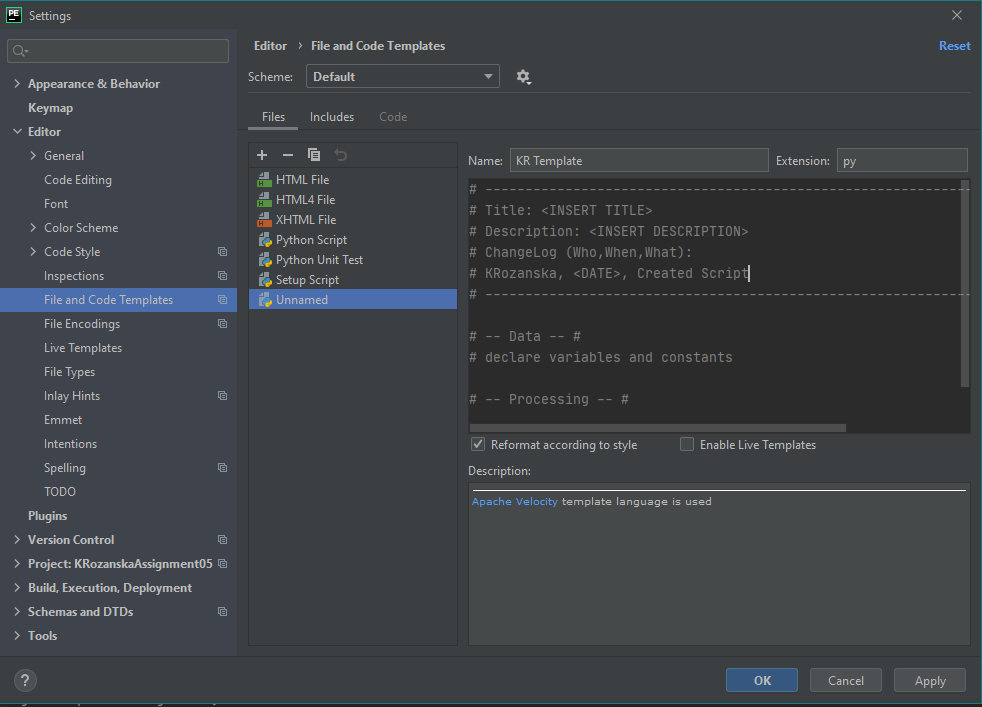 PE
Settings
Appearance & Behavior
Keymap
Editor
General
Code Editing
Font
Color Scheme
Code Style
Inspections
File and Code Templates
File Encodings
Live Templates
File Types
Inlay Hints
Emmet
Intentions
Spelling
TODO
Plugins
Version Control
Project: KRozanskaAssignment05
Build, Execution, Deployment
Schemas and DTDs
Tools
Editor › File and Code Templates
Reset
Scheme: Default
Files Includes Code
HTML File
HTML4 File
XHTML File
Python Script
Python Unit Test
Setup Script
Unnamed
Name: KR Template Extension: py
# ------------------------------------------------------------
# Title: <INSERT TITLE>
# Description: <INSERT DESCRIPTION>
# ChangeLog (Who,When,What):
# KRozanska, <DATE>, Created Script
# ------------------------------------------------------------
# -- Data -- #
# declare variables and constants
# -- Processing -- #
Reformat according to style Enable Live Templates
Description:
Apache Velocity template language is used
?
OK Cancel Apply